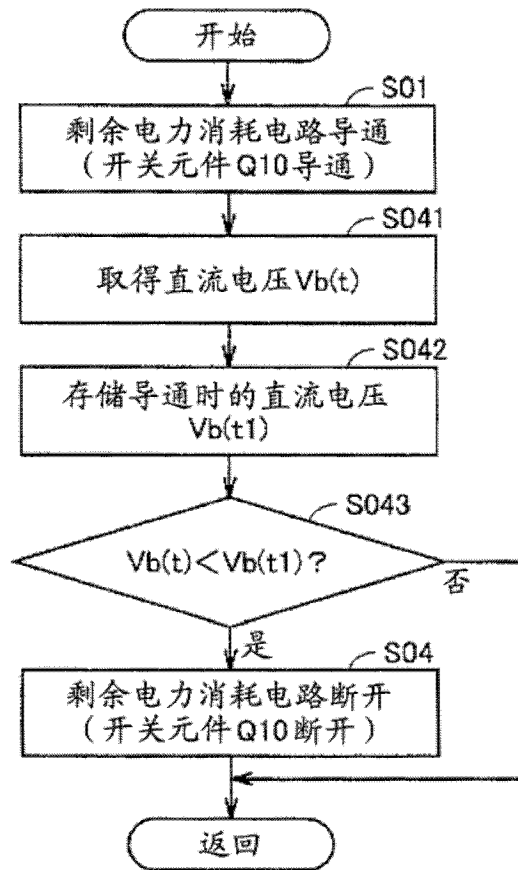 开始
S01
剩余电力消耗电路导通
(开关元件Q10导通)
S041
取得直流电压Vb(t)
S042
存储导通时的直流电压
Vb(t1)
S043
Vb(t)<Vb(t1)?
否
是
S04
剩余电力消耗电路断开
(开关元件Q10断开)
返回